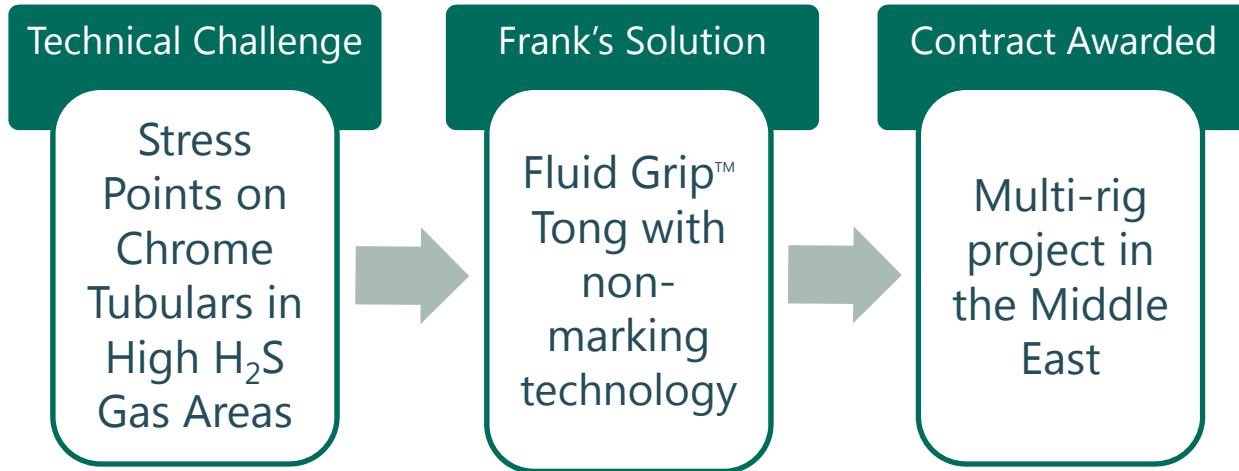 Technical Challenge
Stress
Points on
Chrome
Tubulars in
High H₂S
Gas Areas
Frank's Solution
Fluid Grip™
Tong with
non-
marking
technology
Contract Awarded
Multi-rig
project in
the Middle
East